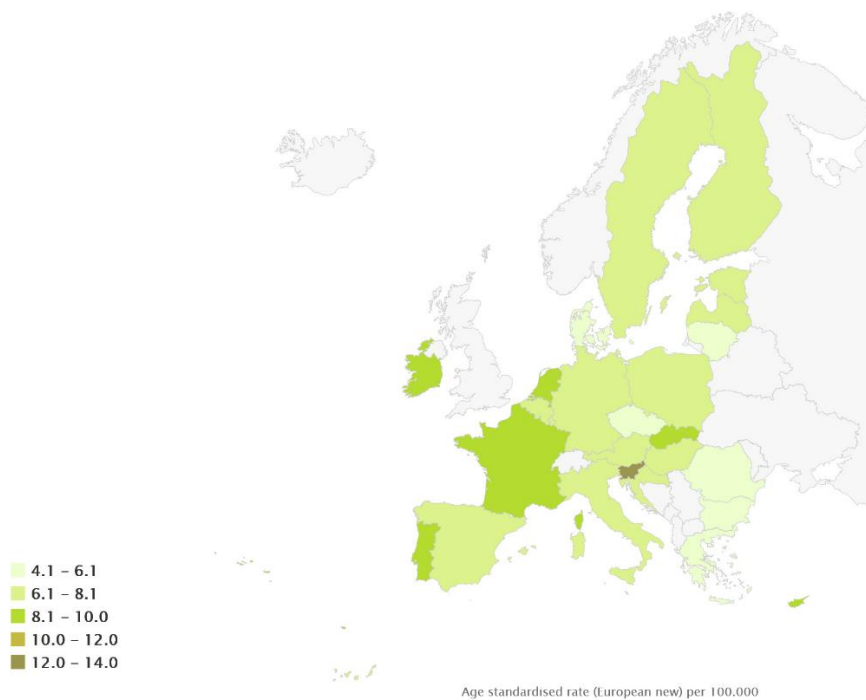 4.1 – 6.1
6.1 – 8.1
8.1 – 10.0
10.0 – 12.0
12.0 – 14.0
Age standardised rate (European new) per 100.000